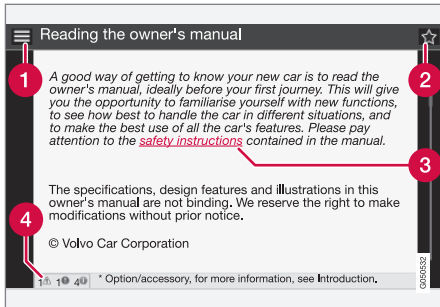 Reading the owner's manual
1
2
A good way of getting to know your new car is to read the
owner's manual, ideally before your first journey. This will give
you the opportunity to familiarise yourself with new functions,
to see how best to handle the car in different situations, and
to make the best use of all the car's features. Please pay
attention to the safety instructions contained in the manual.
3
The specifications, design features and illustrations in this
owner's manual are not binding. We reserve the right to make
modifications without prior notice.
4
© Volvo Car Corporation
1 1 4 * Option/accessory, for more information, see Introduction.
G050532